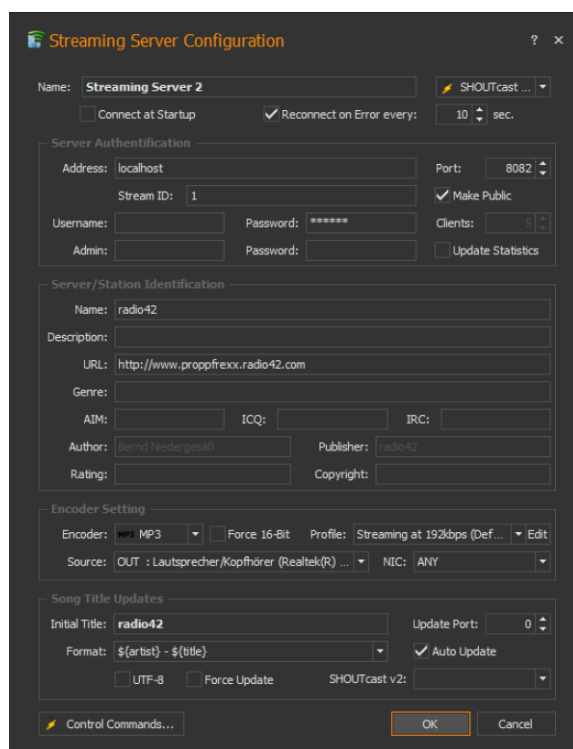 Streaming Server Configuration ? ×
Name: Streaming Server 2 SHOUTcast ...
Connect at Startup Reconnect on Error every: 10 sec.
Server Authentification
Address: localhost Port: 8082
Stream ID: 1 Make Public
Username: Password: ****** Clients: 5
Admin: Password: Update Statistics
Server/Station Identification
Name: radio42
Description:
URL: http://www.proppfrexx.radio42.com
Genre:
AIM: ICQ: IRC:
Author: Bernd Niedergesäß Publisher: radio42
Rating: Copyright:
Encoder Setting
Encoder: MP3 MP3 Force 16-Bit Profile: Streaming at 192kbps (Def... Edit
Source: OUT : Lautsprecher/Kopfhörer (Realtek(R) ... NIC: ANY
Song Title Updates
Initial Title: radio42 Update Port: 0
Format: ${artist} - ${title} Auto Update
UTF-8 Force Update SHOUTcast v2:
Control Commands... OK Cancel